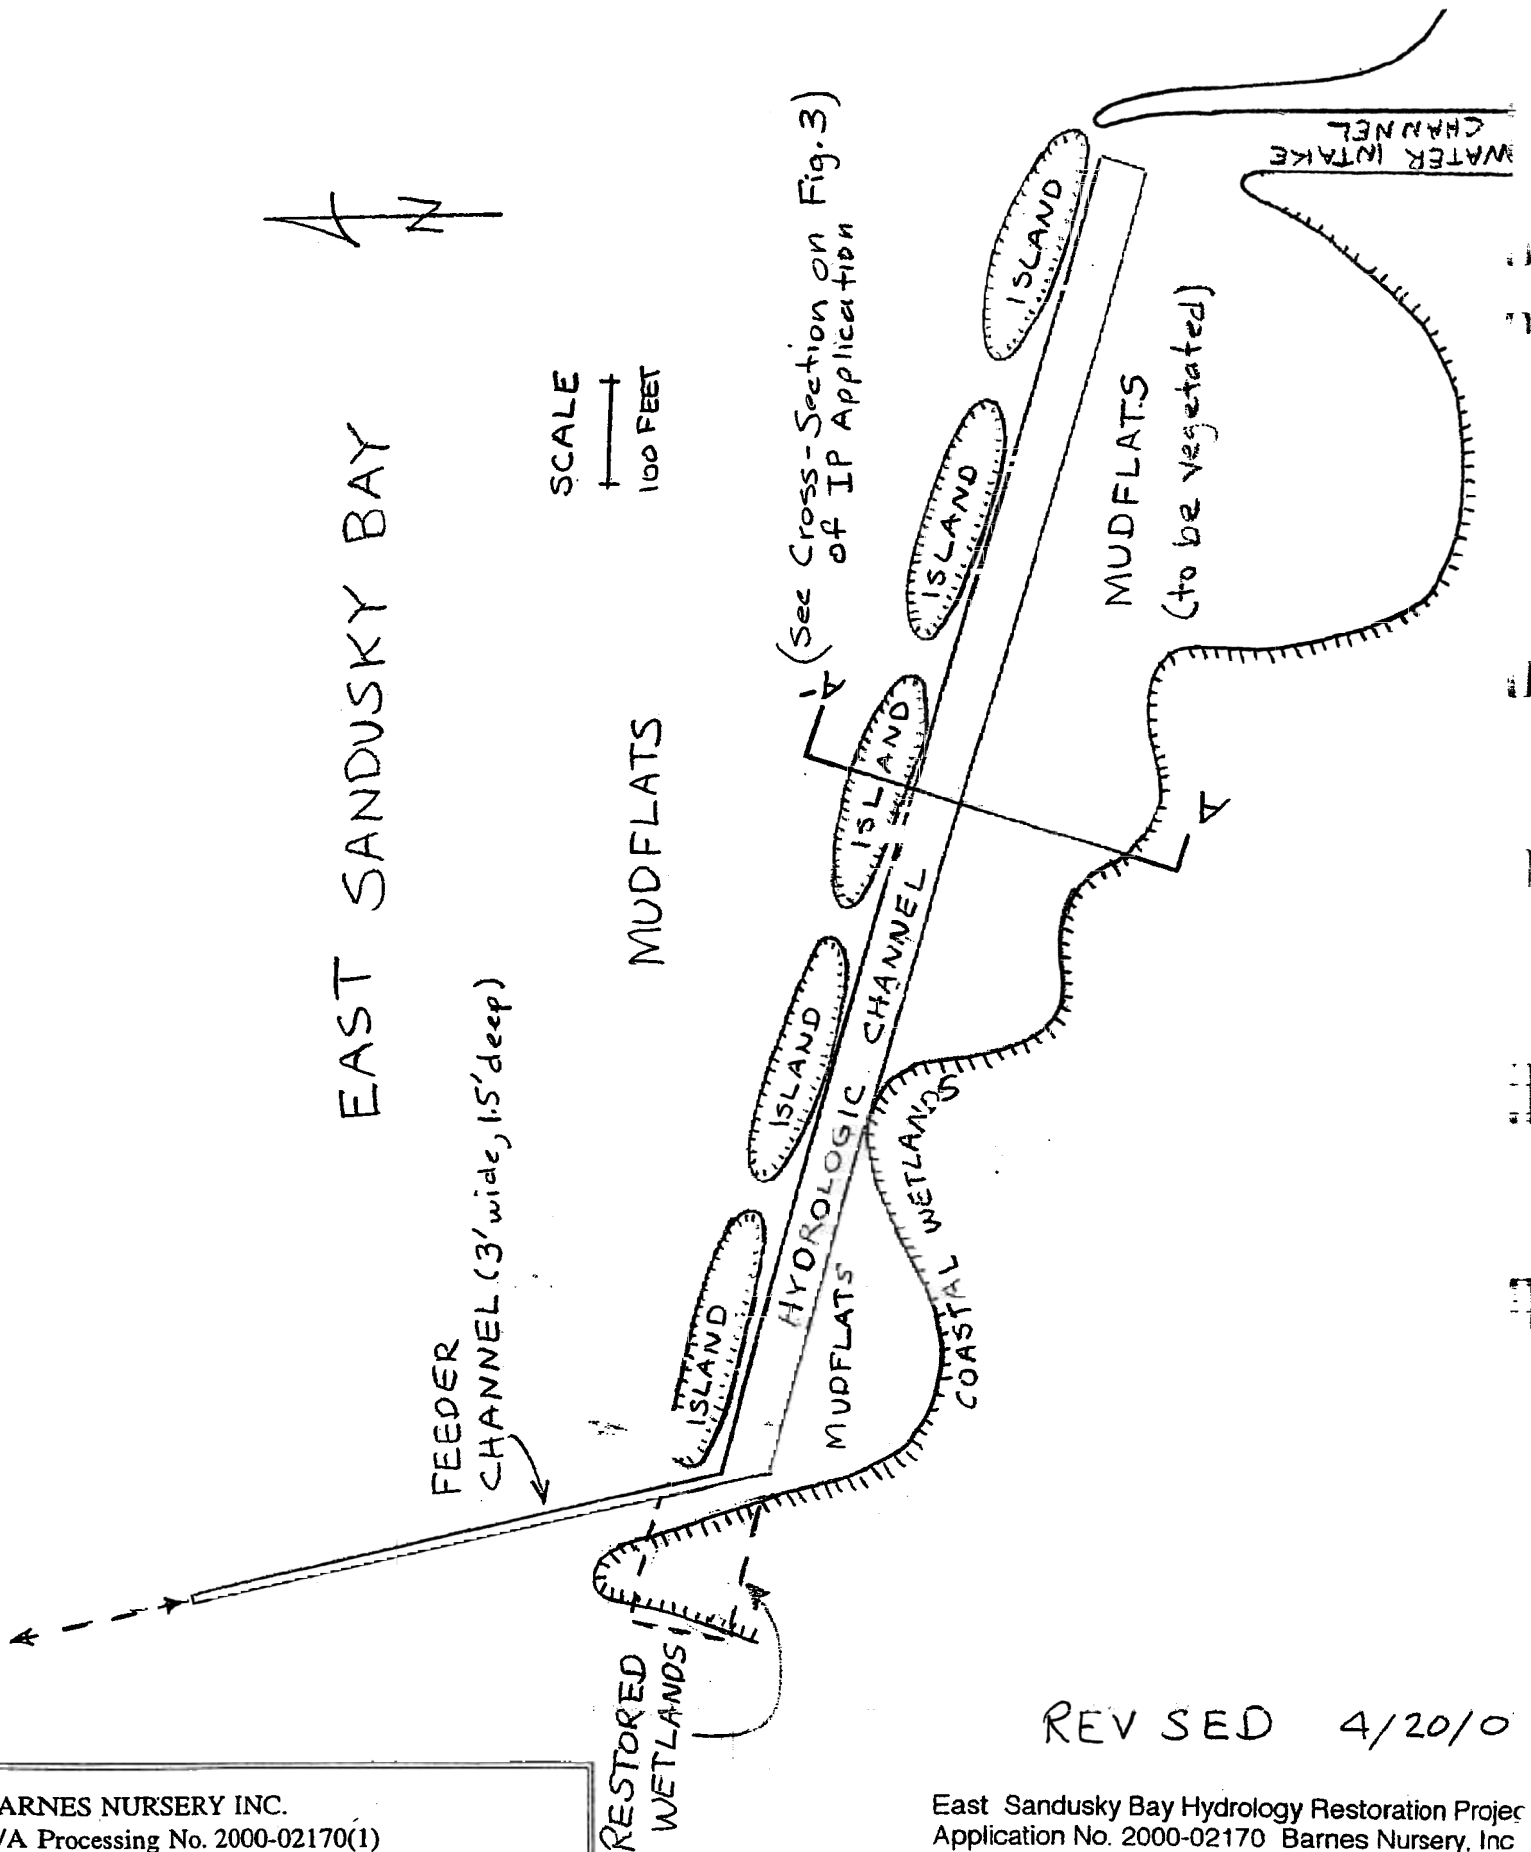 EAST SANDUSKY BAY
N
SCALE
100 FEET
MUDFLATS
FEEDER
CHANNEL (3' wide, 1.5' deep)
(See Cross-Section on Fig. 3)
of IP Application
A'
A
ISLAND
ISLAND
ISLAND
ISLAND
ISLAND
HYDROLOGIC CHANNEL
MUDFLATS
MUDFLATS
(to be vegetated)
COASTAL WETLANDS
WATER INTAKE
CHANNEL
RESTORED
WETLANDS
REV SED 4/20/0
ARNES NURSERY INC.
/A Processing No. 2000-02170(1)
East Sandusky Bay Hydrology Restoration Projec
Application No. 2000-02170 Barnes Nursery, Inc